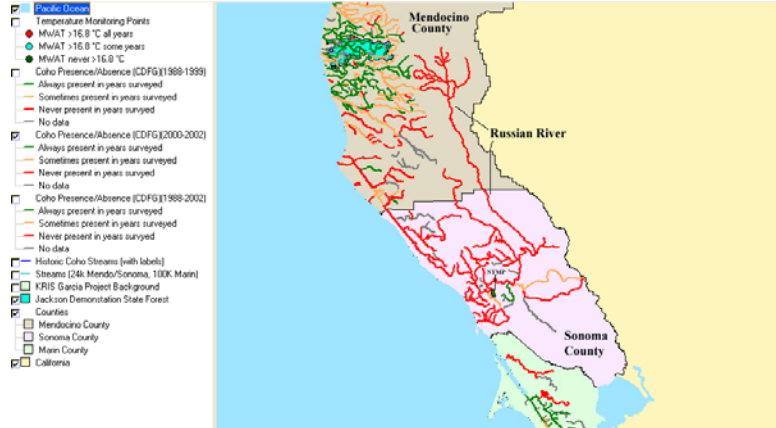 Pacific Ocean
Temperature Monitoring Points
MWAT >16.8 °C all years
MWAT >16.8 °C some years
MWAT never >16.8 °C
Coho Presence/Absence (CDFG)(1988-1999)
Always present in years surveyed
Sometimes present in years surveyed
Never present in years surveyed
No data
Coho Presence/Absence (CDFG)(2000-2002)
Always present in years surveyed
Sometimes present in years surveyed
Never present in years surveyed
No data
Coho Presence/Absence (CDFG)(1988-2002)
Always present in years surveyed
Sometimes present in years surveyed
Never present in years surveyed
No data
Historic Coho Streams (with labels)
Streams (24k Mendo/Sonoma, 100K Marin)
KRIS Garcia Project Background
Jackson Demonstation State Forest
Counties
Mendocino County
Sonoma County
Marin County
California
Mendocino
County
Russian River
Sonoma
County